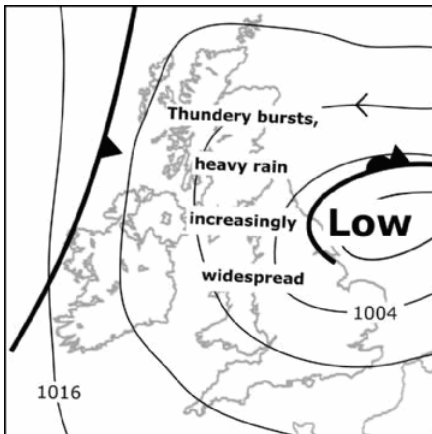 Thundery bursts,
heavy rain
increasingly
Low
widespread
1004
1016